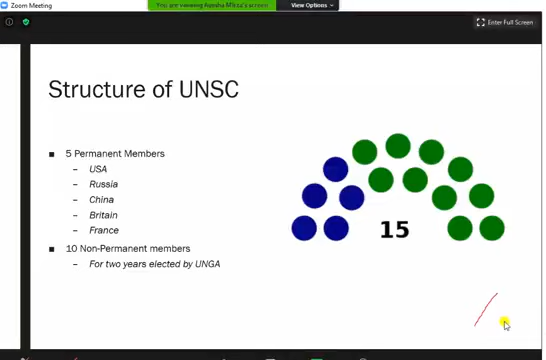 Zoom Meeting
You are viewing Ayesha M'Irza's screen
View Options
Enter Full Screen
Structure of UNSC
5 Permanent Members
– USA
– Russia
– China
– Britain
– France
10 Non-Permanent members
– For two years elected by UNGA
15